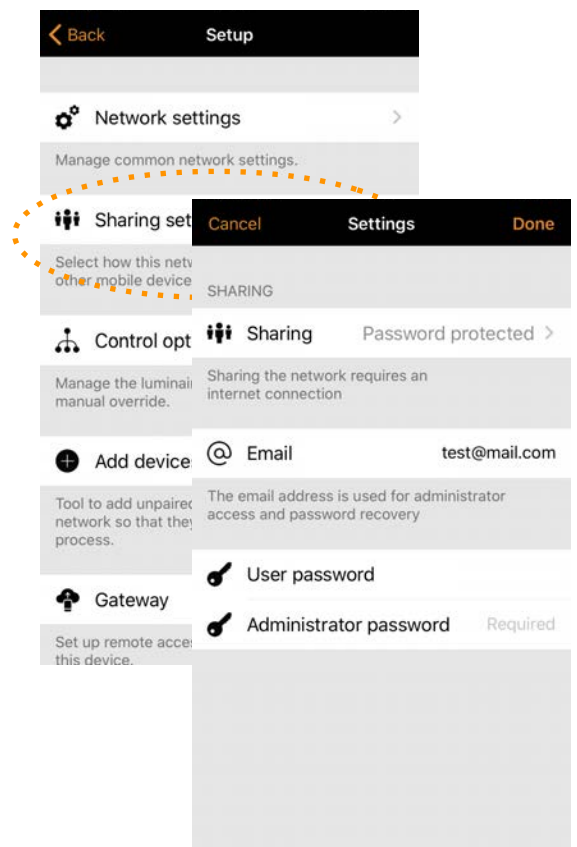 Back
Setup
Network settings
Manage common network settings.
Sharing set
Select how this netw
other mobile device
Control opt
Manage the luminai
manual override.
Add device
Tool to add unpaired
network so that they
process.
Gateway
Set up remote acce
this device.
Cancel
Settings
Done
SHARING
Sharing
Password protected
Sharing the network requires an
internet connection
Email
test@mail.com
The email address is used for administrator
access and password recovery
User password
Administrator password
Required